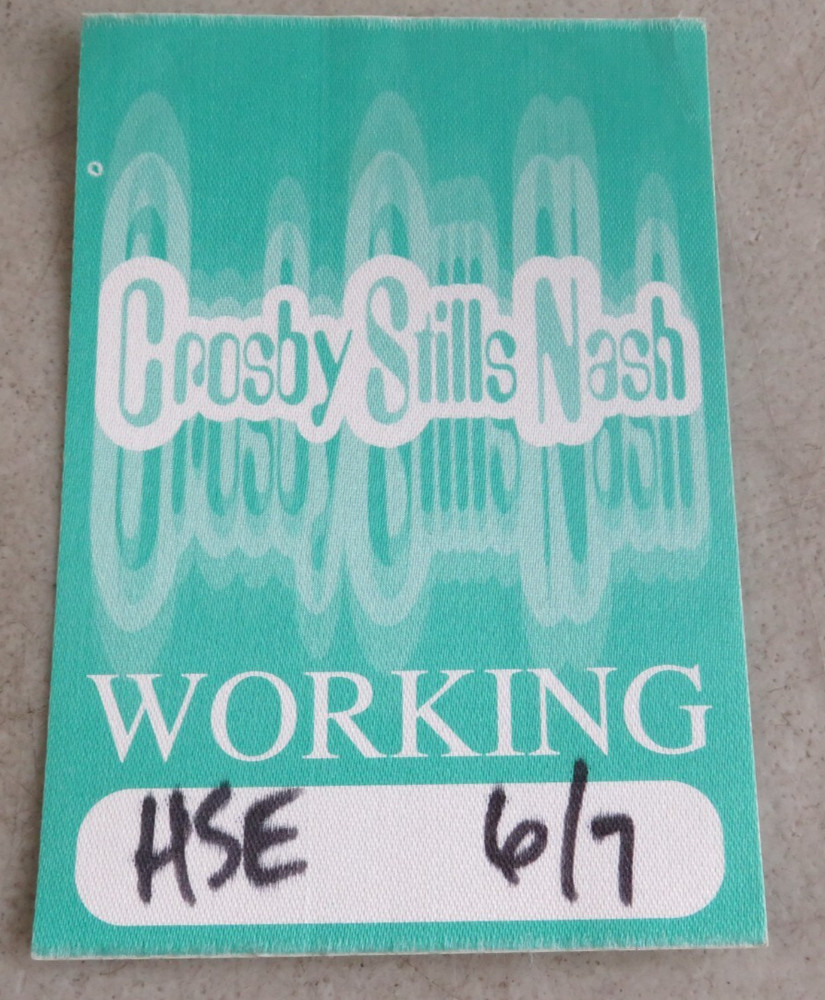 Crosby Stills Nash
WORKING
HSE 6/7